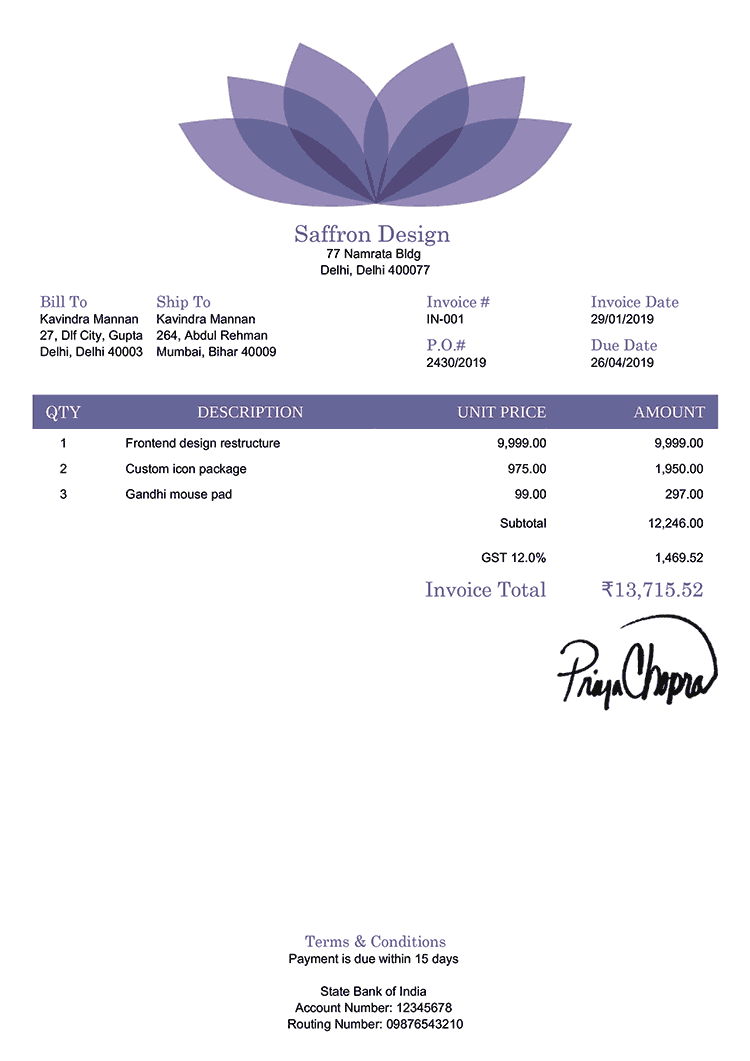 Saffron Design
77 Namrata Bldg
Delhi, Delhi 400077
Bill To
Kavindra Mannan
27, Dlf City, Gupta
Delhi, Delhi 40003
Ship To
Kavindra Mannan
264, Abdul Rehman
Mumbai, Bihar 40009
Invoice #
IN-001
P.O.#
2430/2019
Invoice Date
29/01/2019
Due Date
26/04/2019
QTY DESCRIPTION UNIT PRICE AMOUNT
1 Frontend design restructure 9,999.00 9,999.00
2 Custom icon package 975.00 1,950.00
3 Gandhi mouse pad 99.00 297.00
Subtotal 12,246.00
GST 12.0% 1,469.52
Invoice Total ₹13,715.52
Priya Chopra
Terms & Conditions
Payment is due within 15 days
State Bank of India
Account Number: 12345678
Routing Number: 09876543210